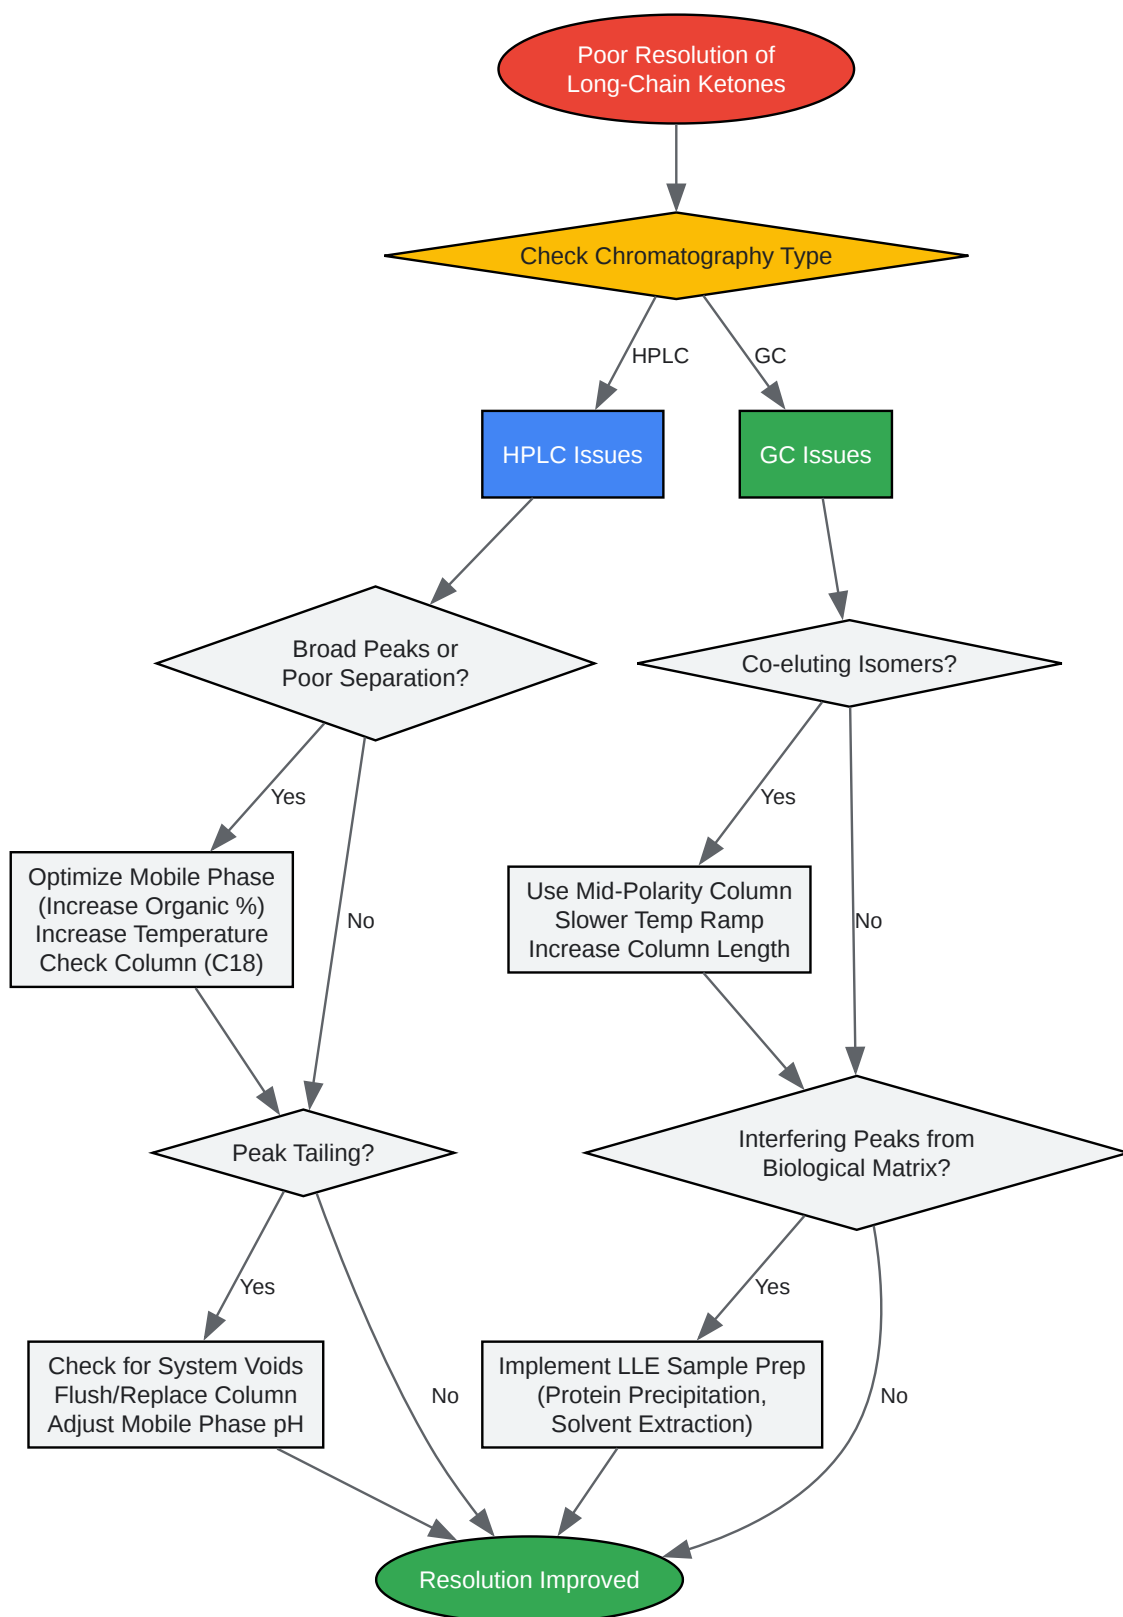 Poor Resolution of
Long-Chain Ketones
Check Chromatography Type
HPLC
GC
HPLC Issues
GC Issues
Broad Peaks or
Poor Separation?
Co-eluting Isomers?
Yes
Yes
Optimize Mobile Phase
(Increase Organic %)
Increase Temperature
Check Column (C18)
No
Use Mid-Polarity Column
Slower Temp Ramp
Increase Column Length
No
Peak Tailing?
Interfering Peaks from
Biological Matrix?
Yes
Yes
Check for System Voids
Flush/Replace Column
Adjust Mobile Phase pH
No
Implement LLE Sample Prep
(Protein Precipitation,
Solvent Extraction)
No
Resolution Improved